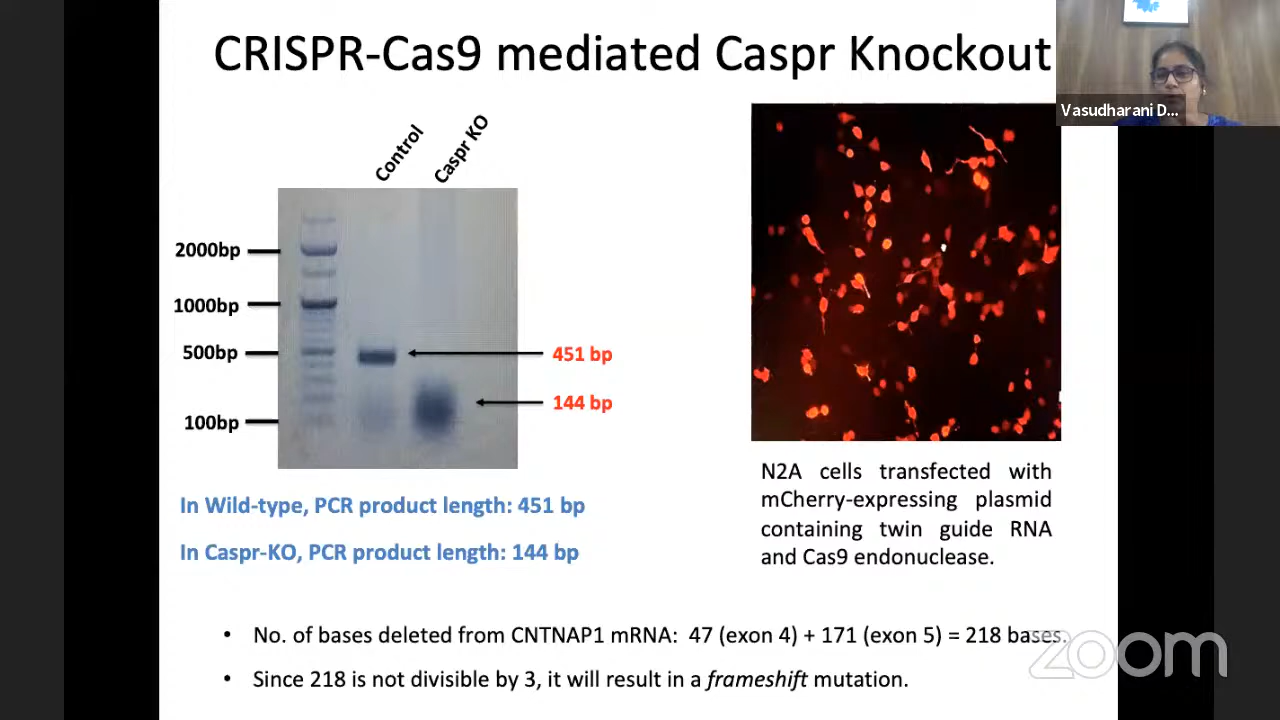 CRISPR-Cas9 mediated Caspr Knockout
Vasudharani D...
Control
Caspr KO
2000bp
1000bp
500bp
100bp
451 bp
144 bp
In Wild-type, PCR product length: 451 bp
In Caspr-KO, PCR product length: 144 bp
N2A cells transfected with
mCherry-expressing plasmid
containing twin guide RNA
and Cas9 endonuclease.
• No. of bases deleted from CNTNAP1 mRNA: 47 (exon 4) + 171 (exon 5) = 218 bases.
• Since 218 is not divisible by 3, it will result in a frameshift mutation.
zoom